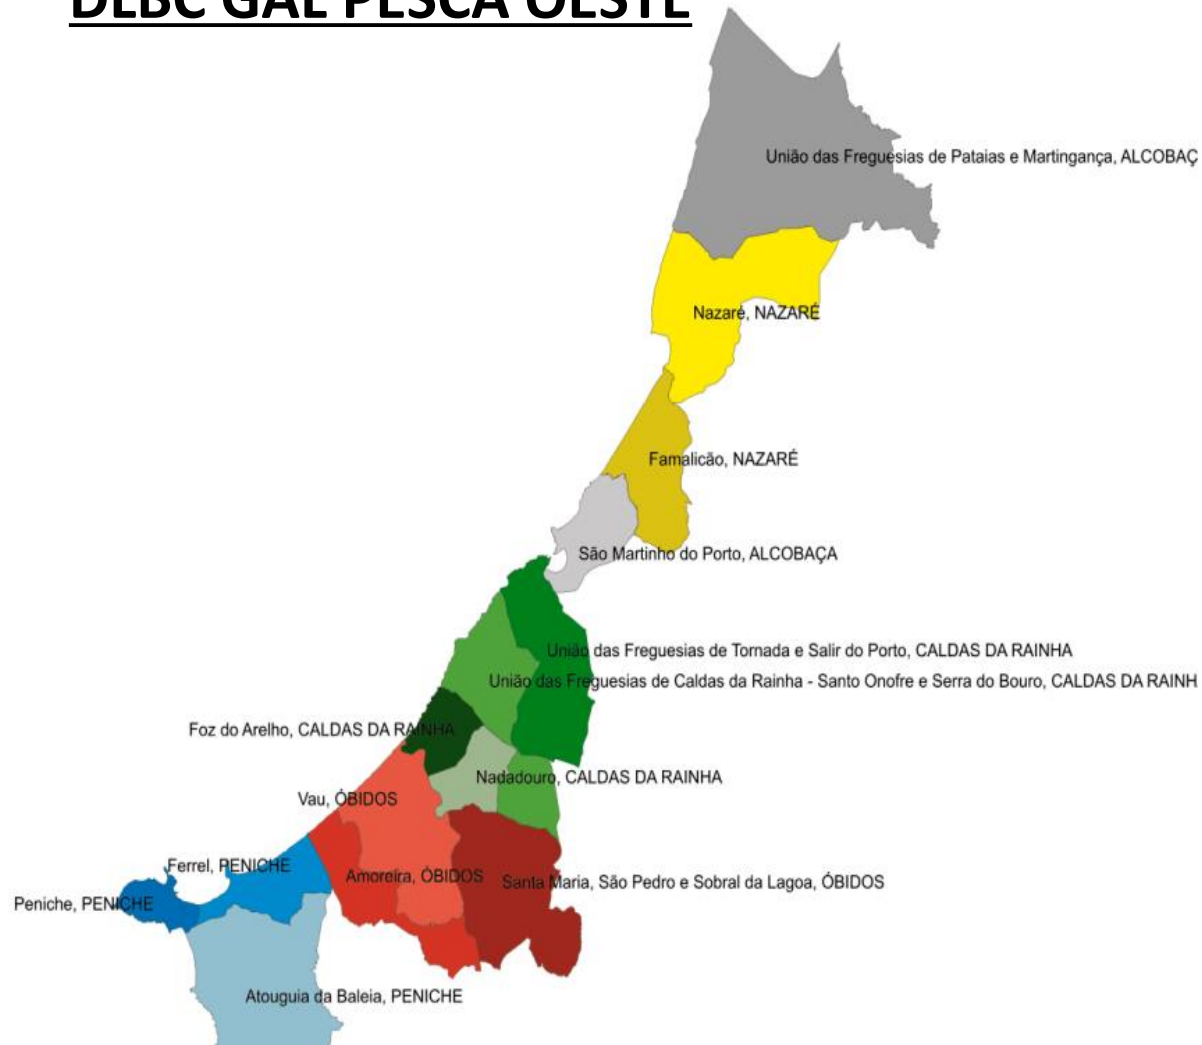 DLBC GAL PESCA OESTE
União das Freguesias de Pataias e Martingança, ALCOBAÇ
Nazaré, NAZARÉ
Famalicão, NAZARÉ
São Martinho do Porto, ALCOBAÇA
União das Freguesias de Tornada e Salir do Porto, CALDAS DA RAINHA
União das Freguesias de Caldas da Rainha - Santo Onofre e Serra do Bouro, CALDAS DA RAINH
Foz do Arelho, CALDAS DA RAINHA
Nadadouro, CALDAS DA RAINHA
Vau, ÓBIDOS
Ferrel, PENICHE
Amoreira, ÓBIDOS
Santa Maria, São Pedro e Sobral da Lagoa, ÓBIDOS
Peniche, PENICHE
Atouguia da Baleia, PENICHE